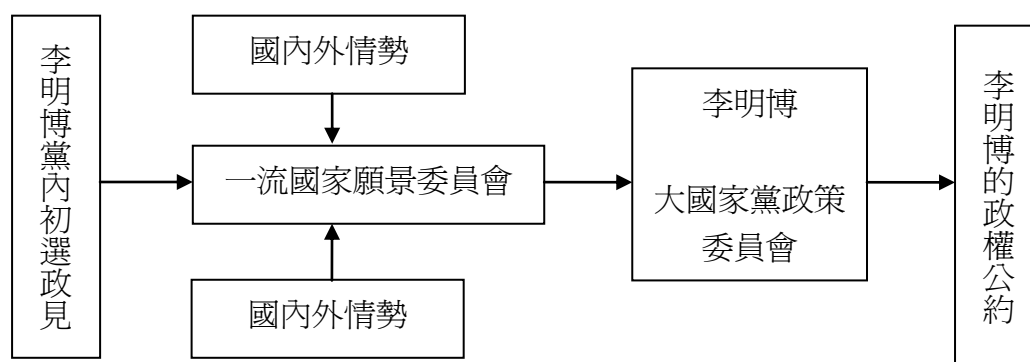 李明博黨內初選政見
國內外情勢
一流國家願景委員會
國內外情勢
李明博
大國家黨政策
委員會
李明博的政權公約